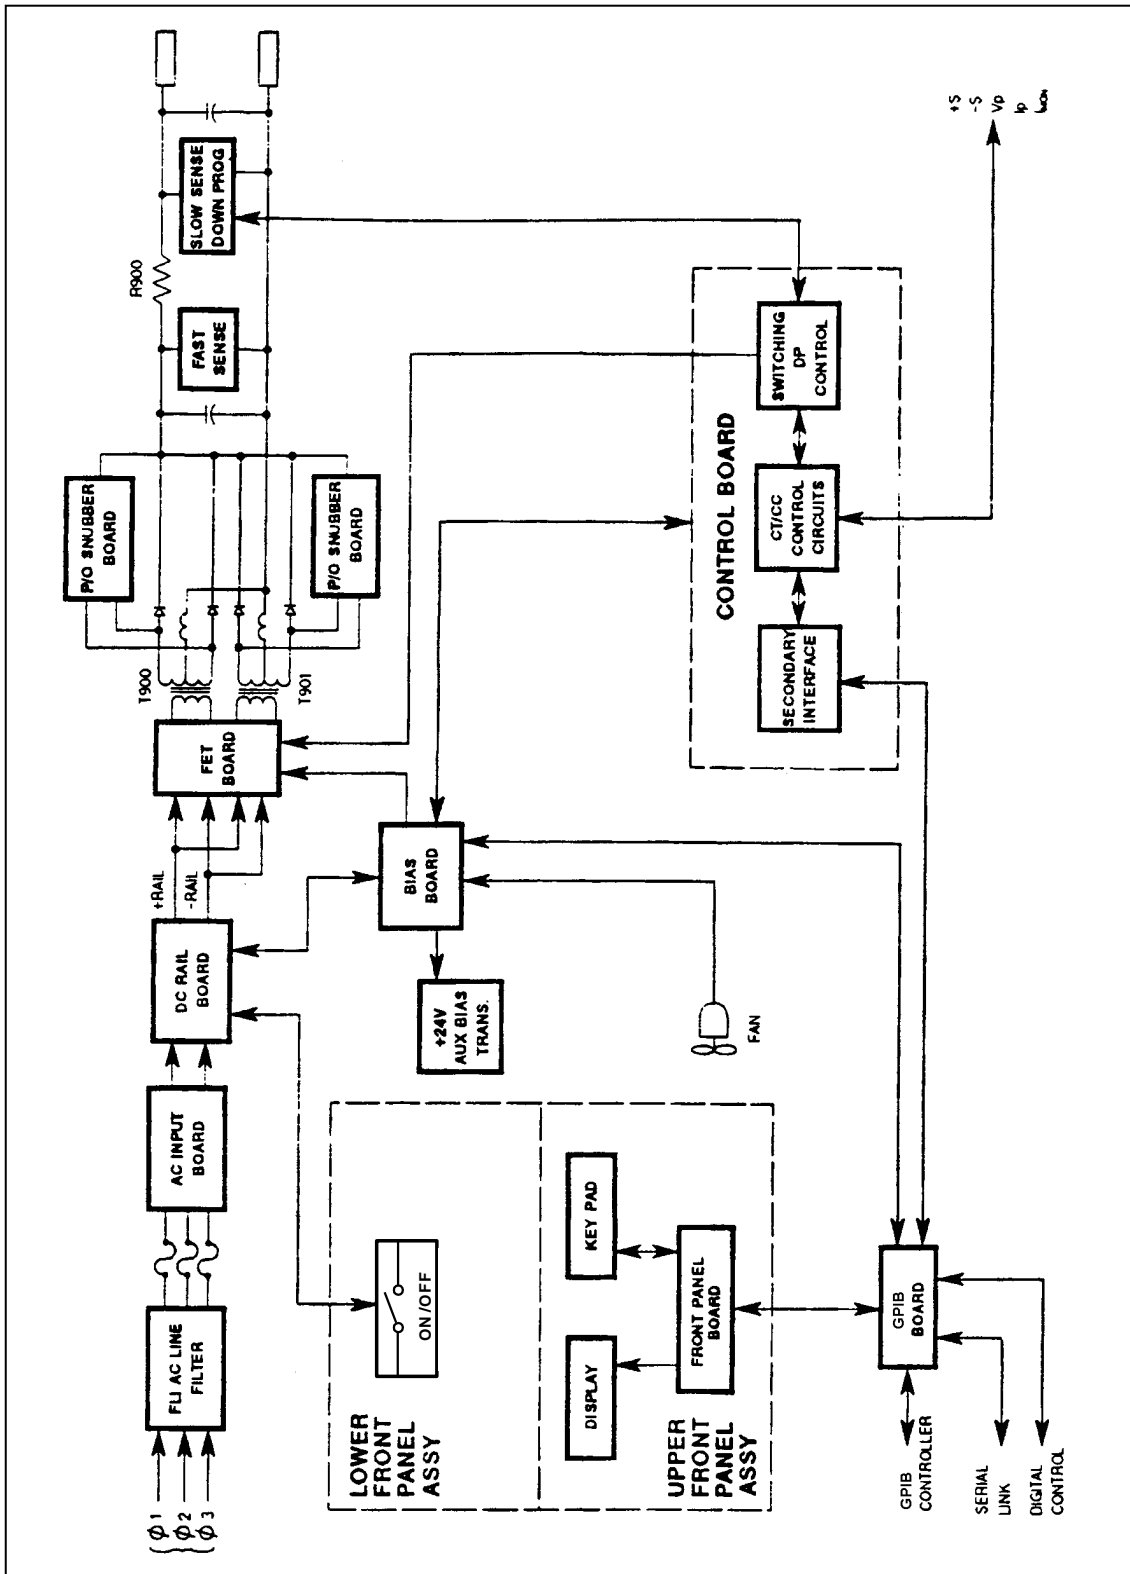 Φ1
Φ2
Φ3
FLI AC LINE
FILTER
AC INPUT
BOARD
DC RAIL
BOARD
+RAIL
-RAIL
FET
BOARD
T900
T901
P/O SNUBBER
BOARD
P/O SNUBBER
BOARD
FAST
SENSE
R900
SLOW SENSE
DOWN PROG
LOWER
FRONT
PANEL
ASSY
ON/OFF
+24V
AUX BIAS
TRANS.
BIAS
BOARD
FAN
UPPER
FRONT
PANEL
ASSY
DISPLAY
KEY PAD
FRONT PANEL
BOARD
CONTROL BOARD
SECONDARY
INTERFACE
CT/CC
CONTROL
CIRCUITS
SWITCHING
DP
CONTROL
+S
-S
Vp
Ip
IMON
GPIB
BOARD
GPIB
CONTROLLER
SERIAL
LINK
DIGITAL
CONTROL